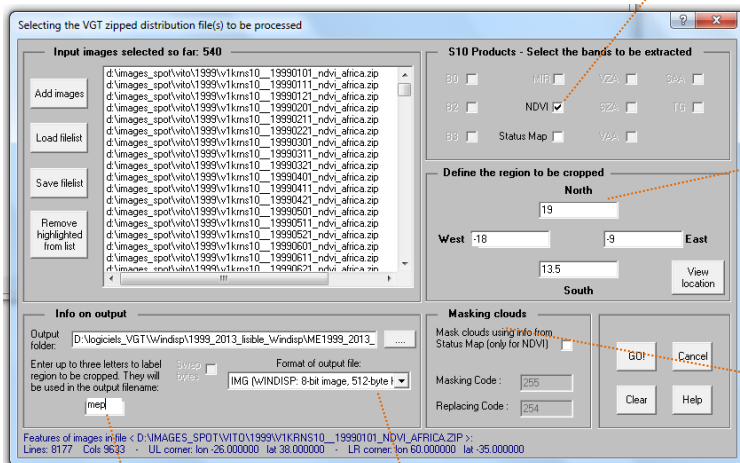 Selecting the VGT zipped distribution file(s) to be processed
Input images selected so far: 540
Add images
Load filelist
Save filelist
Remove
highlighted
from list
d:\images_spot\vito\1999\v1krns10__19990101_ndvi_africa.zip
d:\images_spot\vito\1999\v1krns10__19990111_ndvi_africa.zip
d:\images_spot\vito\1999\v1krns10__19990121_ndvi_africa.zip
d:\images_spot\vito\1999\v1krns10__19990201_ndvi_africa.zip
d:\images_spot\vito\1999\v1krns10__19990211_ndvi_africa.zip
d:\images_spot\vito\1999\v1krns10__19990221_ndvi_africa.zip
d:\images_spot\vito\1999\v1krns10__19990301_ndvi_africa.zip
d:\images_spot\vito\1999\v1krns10__19990311_ndvi_africa.zip
d:\images_spot\vito\1999\v1krns10__19990321_ndvi_africa.zip
d:\images_spot\vito\1999\v1krns10__19990401_ndvi_africa.zip
d:\images_spot\vito\1999\v1krns10__19990411_ndvi_africa.zip
d:\images_spot\vito\1999\v1krns10__19990421_ndvi_africa.zip
d:\images_spot\vito\1999\v1krns10__19990501_ndvi_africa.zip
d:\images_spot\vito\1999\v1krns10__19990511_ndvi_africa.zip
d:\images_spot\vito\1999\v1krns10__19990521_ndvi_africa.zip
d:\images_spot\vito\1999\v1krns10__19990601_ndvi_africa.zip
d:\images_spot\vito\1999\v1krns10__19990611_ndvi_africa.zip
d:\images_spot\vito\1999\v1krns10__19990621_ndvi_africa.zip
S10 Products - Select the bands to be extracted
B0 MIR VZA SAA
B2 NDVI SZA TG
B3 Status Map VAA
Define the region to be cropped
North
19
West -18 -9 East
13.5
South
View
location
Info on output
Output
folder:
D:\logiciels_VGT\Windisp\1999_2013_lisible_Windisp\ME1999_2013_
....
Enter up to three letters to label
region to be cropped. They will
be used in the output filename:
mep
Swap
bytes
Format of output file:
IMG (WINDISP: 8-bit image, 512-byte
Masking clouds
Mask clouds using info from
Status Map (only for NDVI)
Masking Code : 255
Replacing Code : 254
GO! Cancel
Clear Help
Features of images in file < D:\IMAGES_SPOT\VITO\1999\V1KRNS10__19990101_NDVI_AFRICA.ZIP >:
Lines: 8177 Cols 9633 - UL corner: lon -26.000000 lat 38.000000 - LR corner: lon 60.000000 lat -35.000000